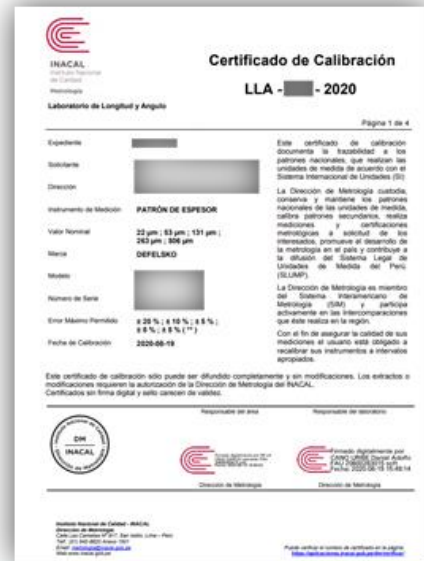 INACAL
Instituto Nacional
de Calidad
Metrología
Laboratorio de Longitud y Angulo
Certificado de Calibración
LLA - - 2020
Página 1 de 4
Expediente
Solicitante
Dirección
Instrumento de Medición PATRÓN DE ESPESOR
Valor Nominal 22 µm ; 53 µm ; 131 µm ;
263 µm ; 506 µm
Marca DEFELSKO
Modelo
Número de Serie
Error Máximo Permitido ± 20 % ; ± 10 % ; ± 5 % ;
Fecha de Calibración 2020-08-19
Este certificado de calibración
documenta la trazabilidad a los
patrones nacionales, que realizan las
unidades de medida de acuerdo con el
Sistema Internacional de Unidades (SI)
La Dirección de Metrología custodia,
conserva y mantiene los patrones
nacionales de las unidades de medida,
calibra patrones secundarios, realiza
mediciones y certificaciones
metrológicas a solicitud de los
interesados, promueve el desarrollo de
la metrología en el país y contribuye a
la difusión del Sistema Legal de
Unidades de Medida del Perú.
(SLUMP).
La Dirección de Metrología es miembro
del Sistema Interamericano de
Metrología (SIM) y participa
activamente en las Intercomparaciones
que éste realiza en la región.
Con el fin de asegurar la calidad de sus
mediciones el usuario está obligado a
recalibrar sus instrumentos a intervalos
apropiados.
Este certificado de calibración sólo puede ser difundido completamente y sin modificaciones. Los extractos o
modificaciones requieren la autorización de la Dirección de Metrología del INACAL.
Certificados sin firma digital y sello carecen de validez.
Responsable del área
Responsable del laboratorio
DM
INACAL
Firmado digitalmente por
CANO URIBE Daniel Adolfo
Dirección de Metrología
Dirección de Metrología
Instituto Nacional de Calidad - INACAL
Dirección de Metrología